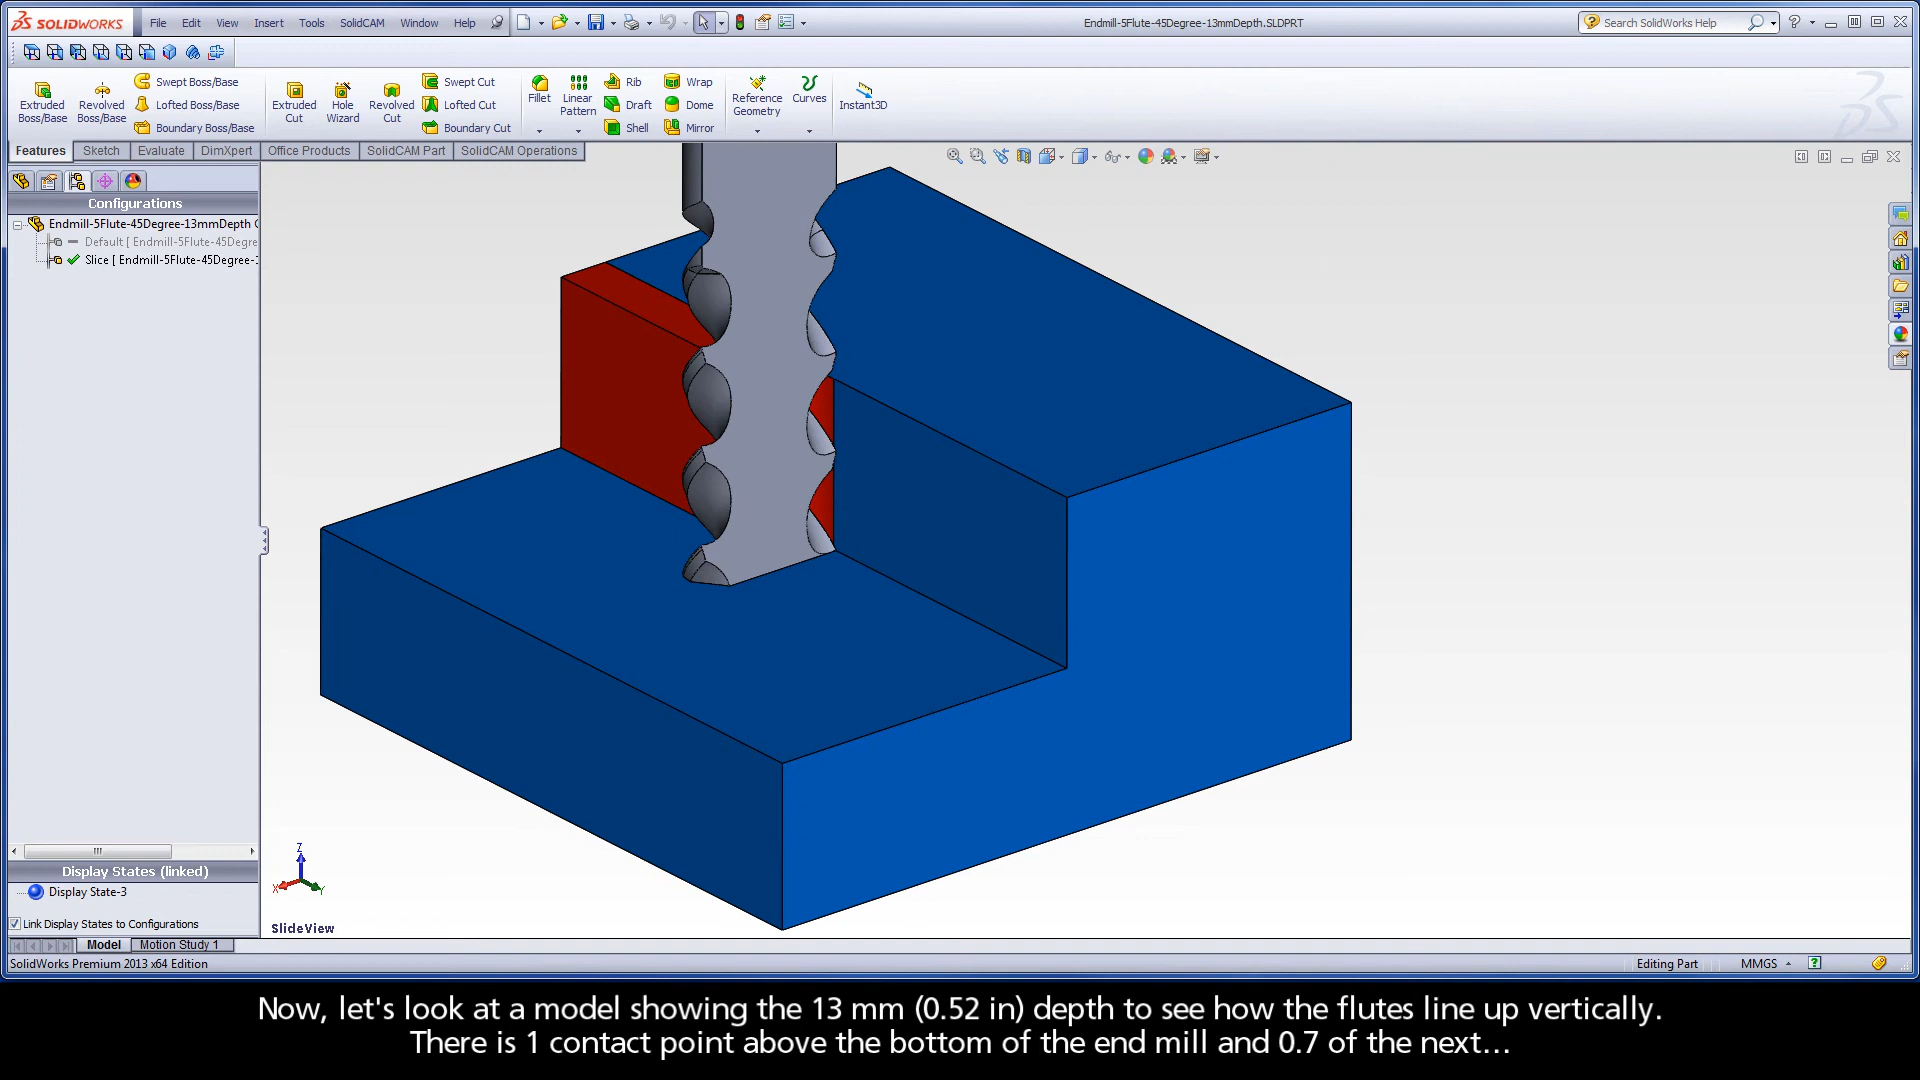 SOLIDWORKS
File Edit View Insert Tools SolidCAM Window Help
Endmill-5Flute-45Degree-13mmDepth.SLDPRT
Search SolidWorks Help
Extruded Boss/Base
Revolved Boss/Base
Swept Boss/Base
Lofted Boss/Base
Boundary Boss/Base
Extruded Cut
Hole Wizard
Revolved Cut
Swept Cut
Lofted Cut
Boundary Cut
Fillet
Linear Pattern
Rib
Draft
Shell
Wrap
Dome
Mirror
Reference Geometry
Curves
Instant3D
Features Sketch Evaluate DimXpert Office Products SolidCAM Part SolidCAM Operations
Configurations
Endmill-5Flute-45Degree-13mmDepth
Default [ Endmill-5Flute-45Degre
Slice [ Endmill-5Flute-45Degree-
Display States (linked)
Display State-3
Link Display States to Configurations
Z
X
Y
SlideView
Model Motion Study 1
SolidWorks Premium 2013 x64 Edition
Editing Part MMGS
Now, let's look at a model showing the 13 mm (0.52 in) depth to see how the flutes line up vertically.
There is 1 contact point above the bottom of the end mill and 0.7 of the next...